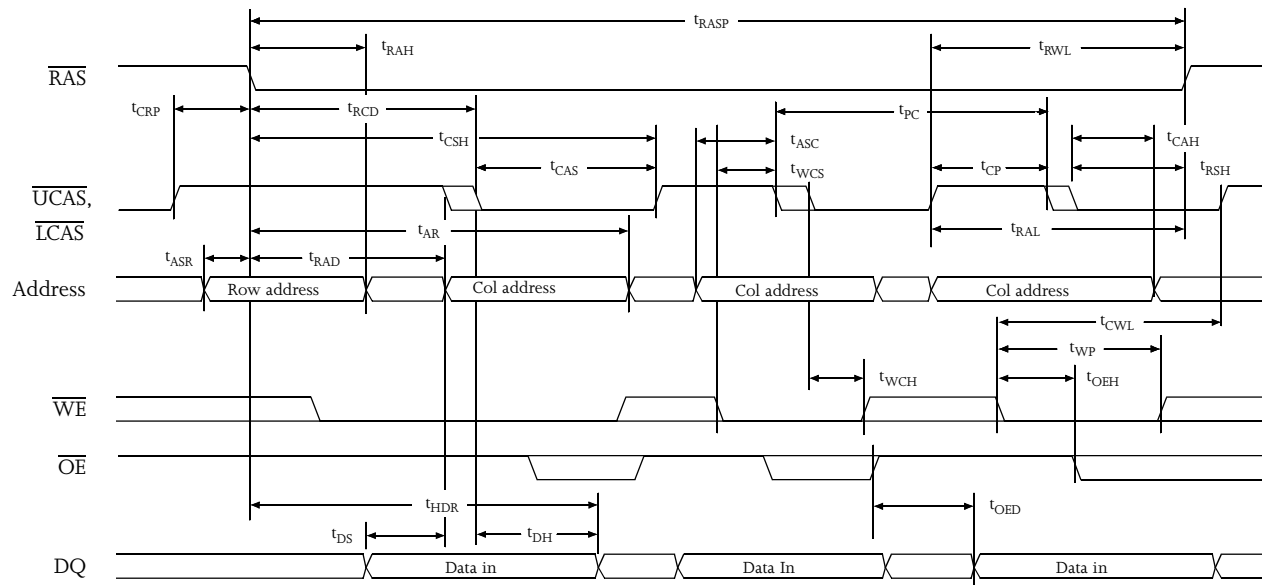 tRASP
tRAH
tRWL
RAS
tCRP
tRCD
tPC
tCSH
tASC
tCAH
tCAS
tWCS
tCP
tRSH
UCAS,
LCAS
tAR
tRAL
tASR
tRAD
Address
Row address
Col address
Col address
Col address
tCWL
tWP
tWCH
tOEH
WE
OE
tHDR
tOED
tDS
tDH
DQ
Data in
Data In
Data in